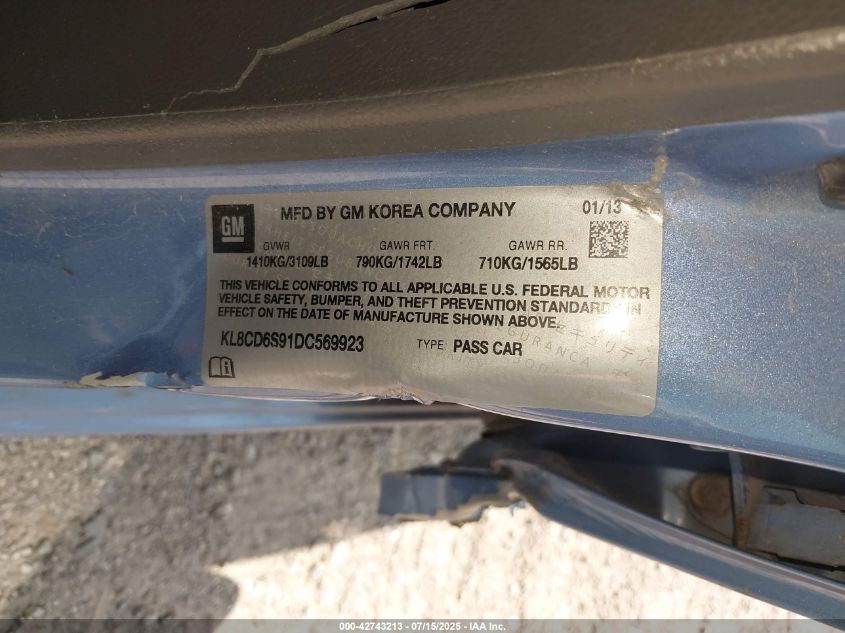 GM
MFD BY GM KOREA COMPANY 01/13
GVWR GAWR FRT. GAWR RR.
1410KG/3109LB 790KG/1742LB 710KG/1565LB
THIS VEHICLE CONFORMS TO ALL APPLICABLE U.S. FEDERAL MOTOR
VEHICLE SAFETY, BUMPER, AND THEFT PREVENTION STANDARDS IN
EFFECT ON THE DATE OF MANUFACTURE SHOWN ABOVE.
KL8CD6S91DC569923 TYPE: PASS CAR
000-42743213 - 07/15/2025 - IAA Inc.